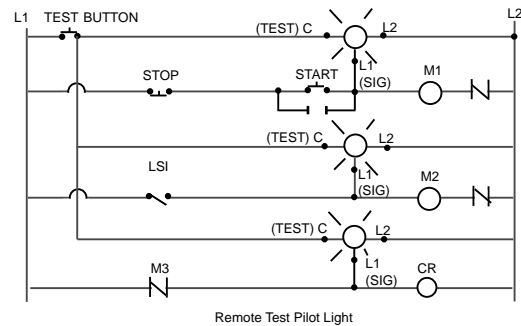 L1 TEST BUTTON (TEST) C L2 L2
STOP START L1 M1
(SIG)
(TEST) C L2
LSI L1 M2
(SIG)
(TEST) C L2
M3 L1 CR
(SIG)
Remote Test Pilot Light